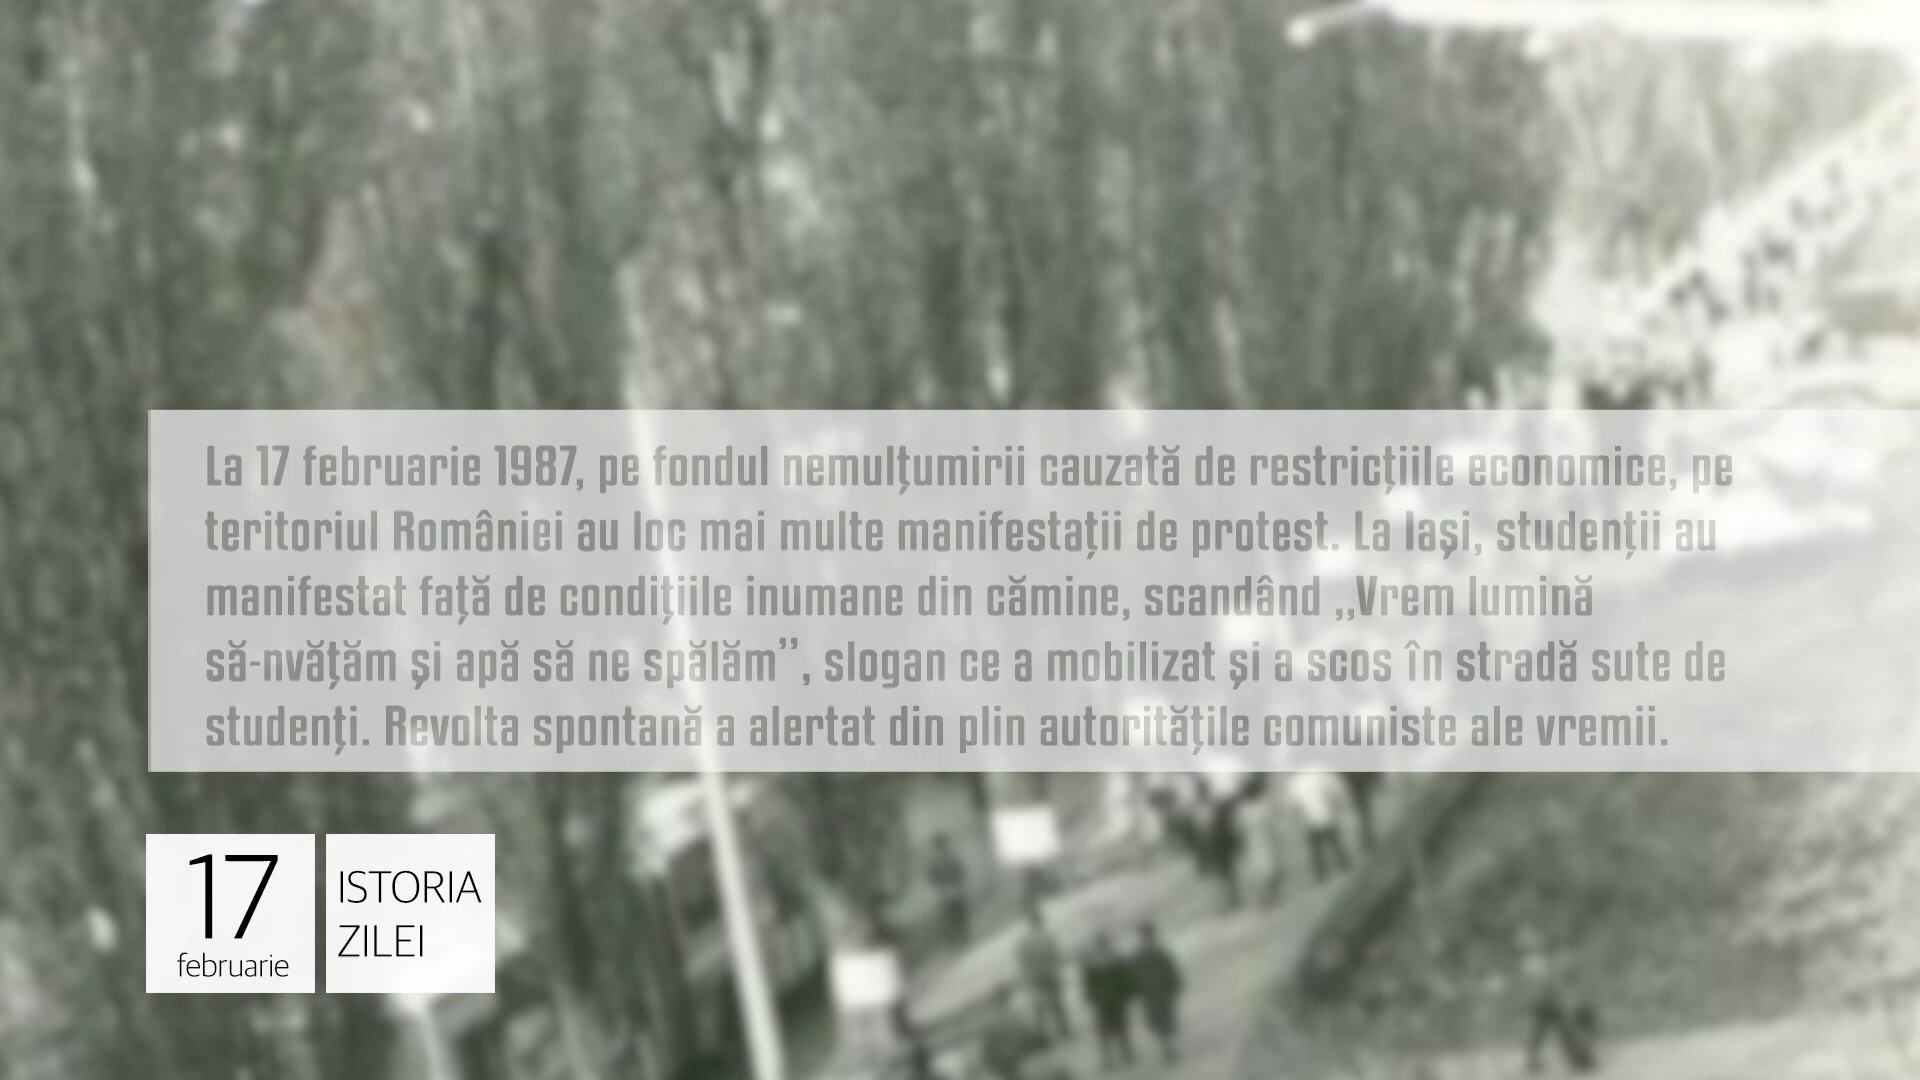 La 17 februarie 1987, pe fondul nemulțumirii cauzată de restricțiile economice, pe
teritoriul României au loc mai multe manifestații de protest. La Iași, studenții au
manifestat față de condițiile inumane din cămine, scandând ,,Vrem lumină
să-nvățăm și apă să ne spălăm”, slogan ce a mobilizat și a scos în stradă sute de
studenți. Revolta spontană a alertat din plin autoritățile comuniste ale vremii.
17
februarie
ISTORIA
ZILEI